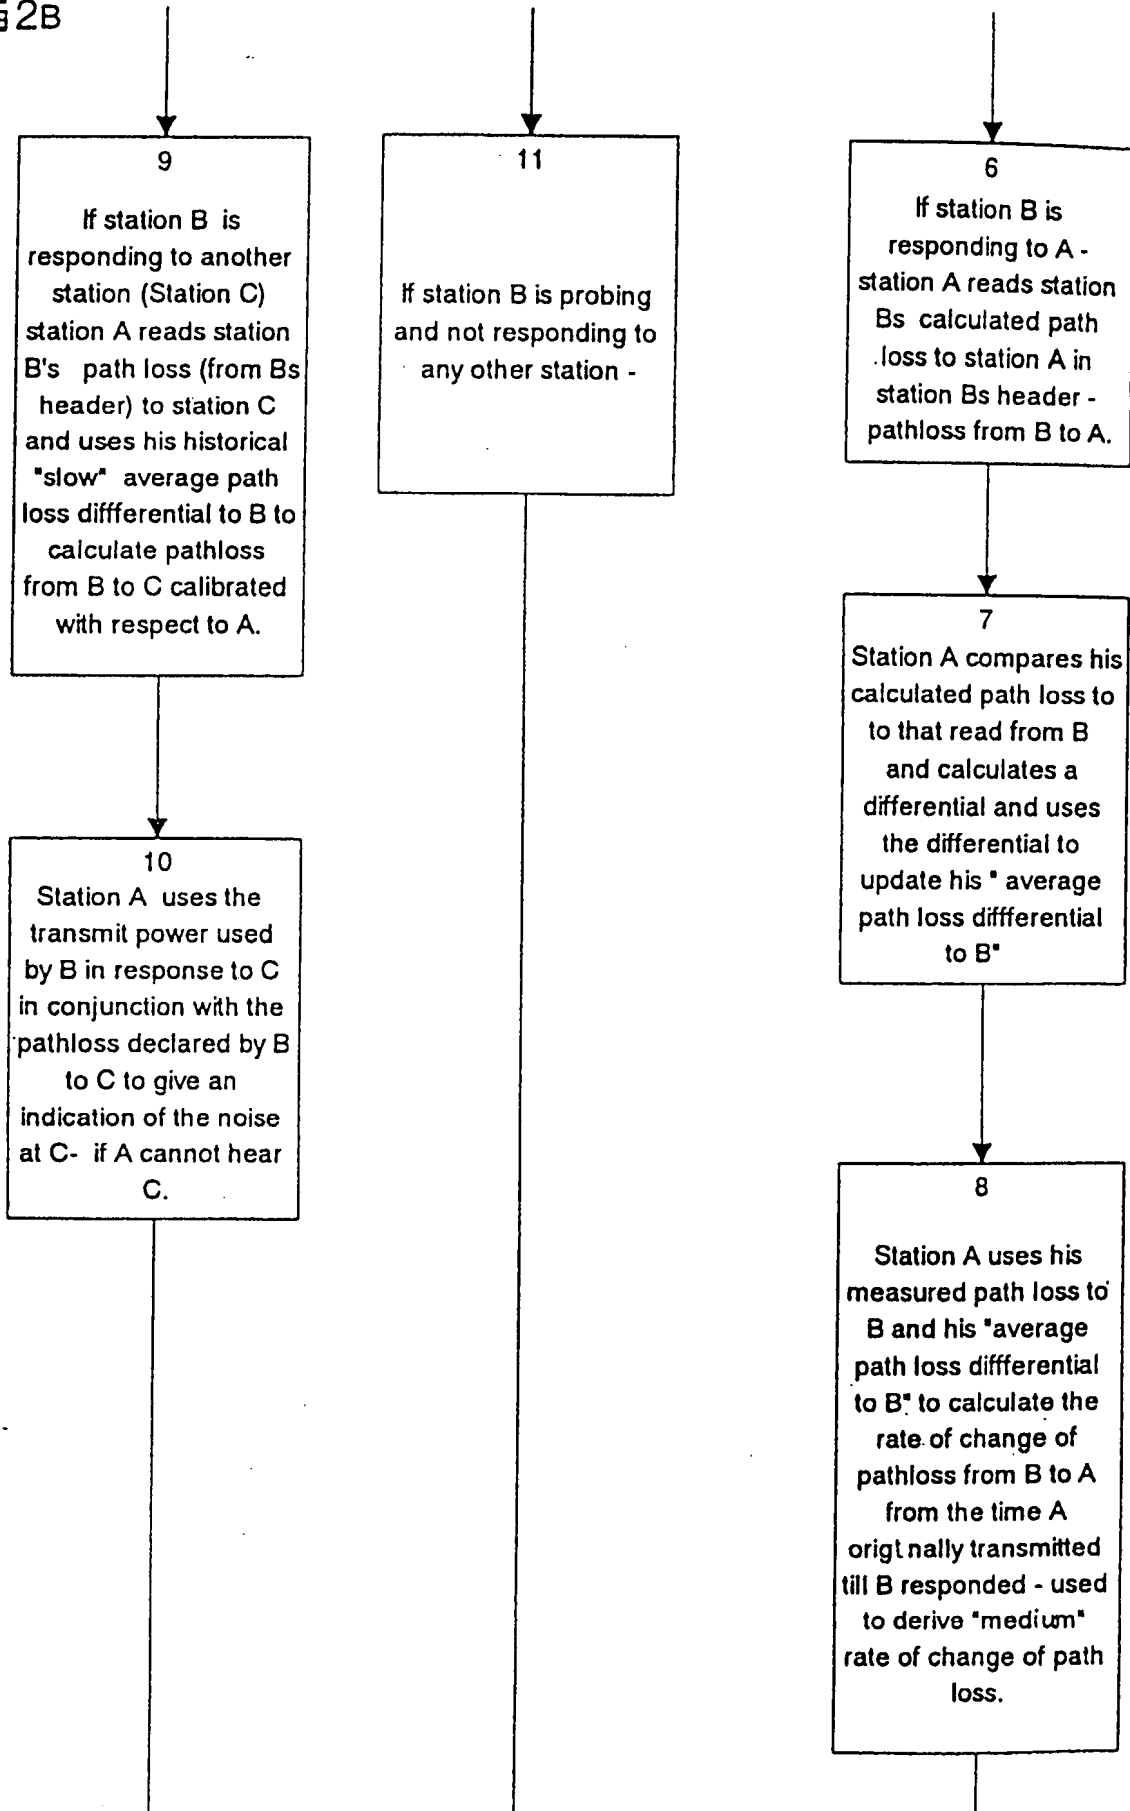 2B
9
If station B is
responding to another
station (Station C)
station A reads station
B's path loss (from Bs
header) to station C
and uses his historical
"slow" average path
loss diffferential to B to
calculate pathloss
from B to C calibrated
with respect to A.
10
Station A uses the
transmit power used
by B in response to C
in conjunction with the
pathloss declared by B
to C to give an
indication of the noise
at C- if A cannot hear
C.
11
If station B is probing
and not responding to
any other station -
6
If station B is
responding to A -
station A reads station
Bs calculated path
loss to station A in
station Bs header -
pathloss from B to A.
7
Station A compares his
calculated path loss to
to that read from B
and calculates a
differential and uses
the differential to
update his " average
path loss diffferential
to B"
8
Station A uses his
measured path loss to
B and his "average
path loss diffferential
to B" to calculate the
rate of change of
pathloss from B to A
from the time A
originally transmitted
till B responded - used
to derive "medium"
rate of change of path
loss.